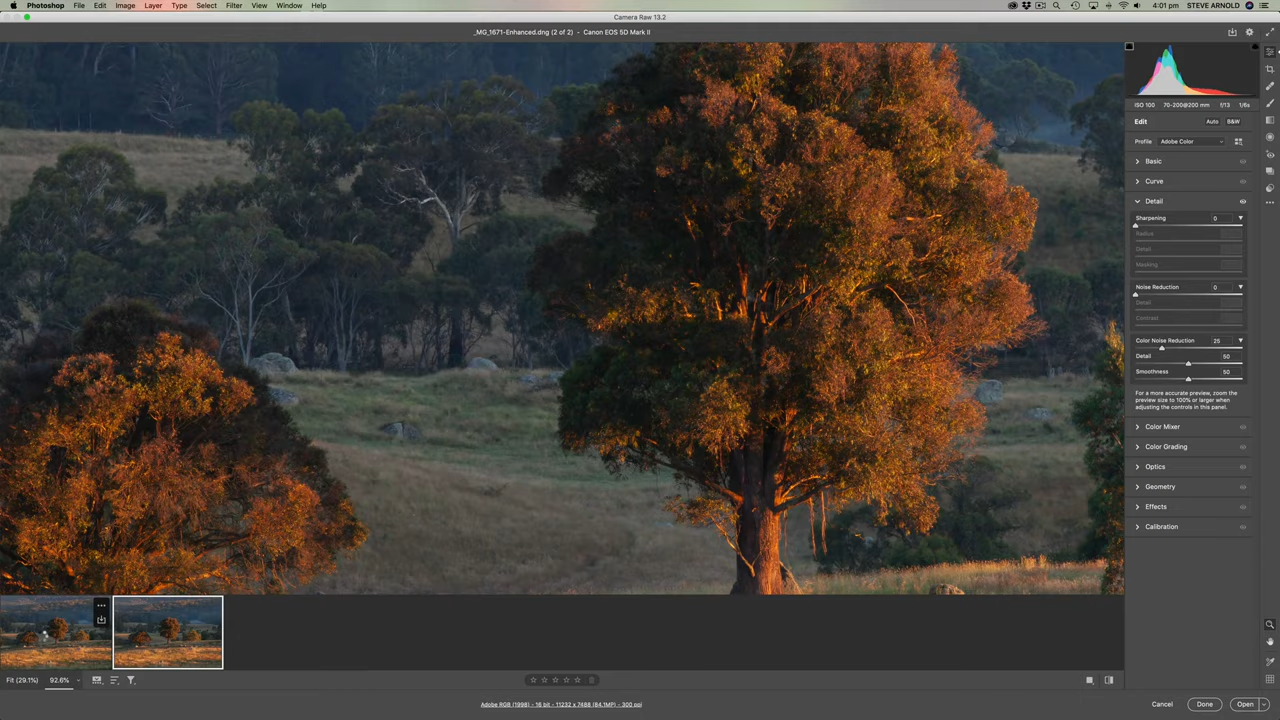 Photoshop File Edit Image Layer Type Select Filter View Window Help 4:01 pm STEVE ARNOLD
Camera Raw 13.2
_MG_1671-Enhanced.dng (2 of 2) - Canon EOS 5D Mark II
ISO 100 70-200@200 mm f/13 1/6s
Edit Auto B&W
Profile Adobe Color
Basic
Curve
Detail
Sharpening 0
Radius
Detail
Masking
Noise Reduction 0
Detail
Contrast
Color Noise Reduction 25
Detail 50
Smoothness 50
For a more accurate preview, zoom the
preview size to 100% or larger when
adjusting the controls in this panel.
Color Mixer
Color Grading
Optics
Geometry
Effects
Calibration
Fit (29.1%) 92.6%
Adobe RGB (1998) - 16 bit - 11232 x 7488 (84.1MP) - 300 ppi
Cancel Done Open